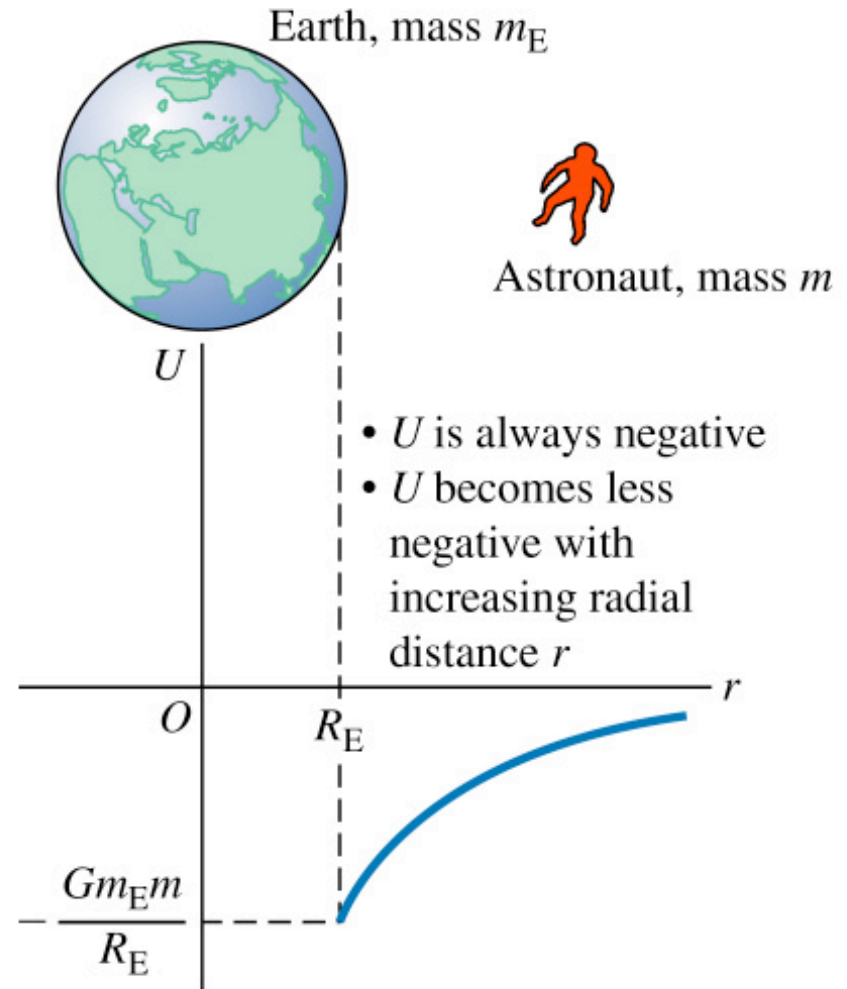 Earth, mass mE
Astronaut, mass m
U
• U is always negative
• U becomes less
negative with
increasing radial
distance r
r
O
RE
− GmEm
RE